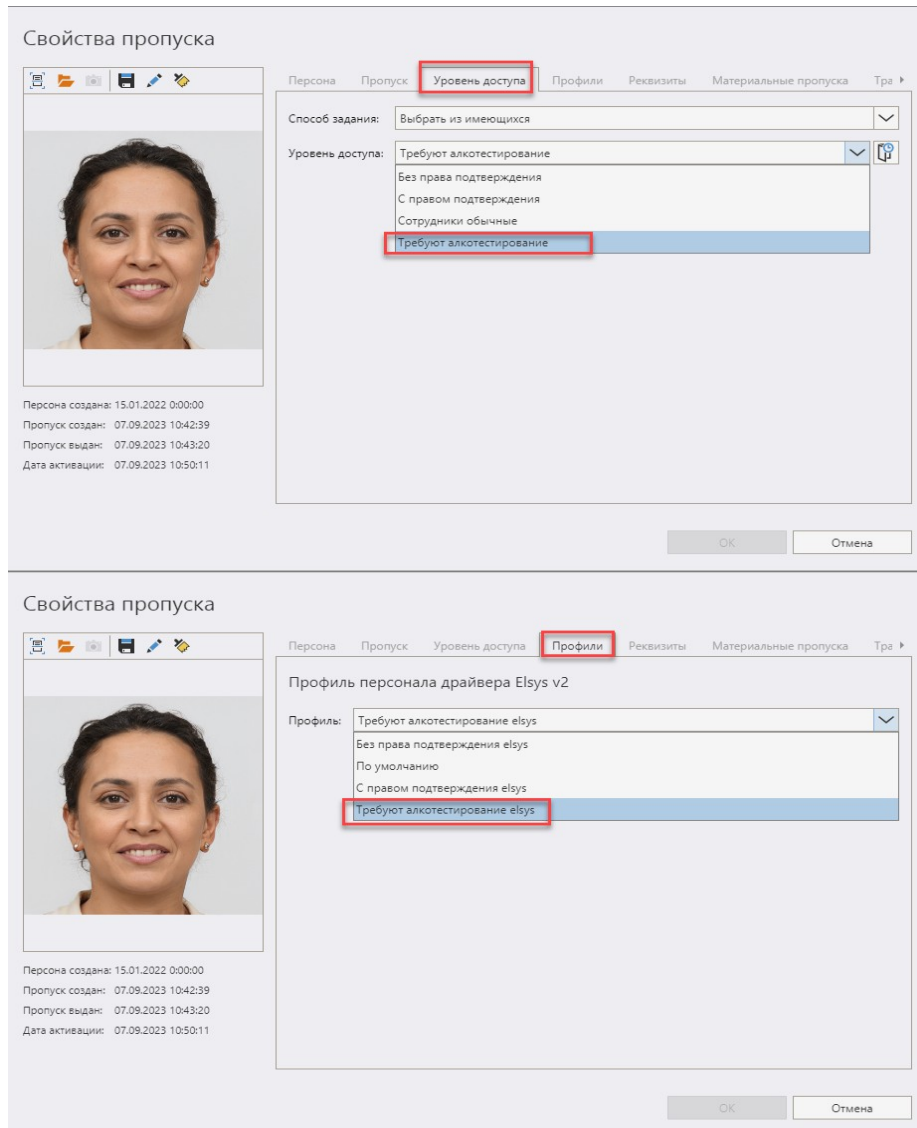 Свойства пропуска
Персона Пропуск Уровень доступа Профили Реквизиты Материальные пропуска Тра
Способ задания: Выбрать из имеющихся
Уровень доступа: Требуют алкотестирование
Без права подтверждения
С правом подтверждения
Сотрудники обычные
Требуют алкотестирование
Персона создана: 15.01.2022 0:00:00
Пропуск создан: 07.09.2023 10:42:39
Пропуск выдан: 07.09.2023 10:43:20
Дата активации: 07.09.2023 10:50:11
ОК Отмена
Свойства пропуска
Персона Пропуск Уровень доступа Профили Реквизиты Материальные пропуска Тра
Профиль персонала драйвера Elsys v2
Профиль: Требуют алкотестирование elsys
Без права подтверждения elsys
По умолчанию
С правом подтверждения elsys
Требуют алкотестирование elsys
Персона создана: 15.01.2022 0:00:00
Пропуск создан: 07.09.2023 10:42:39
Пропуск выдан: 07.09.2023 10:43:20
Дата активации: 07.09.2023 10:50:11
ОК Отмена